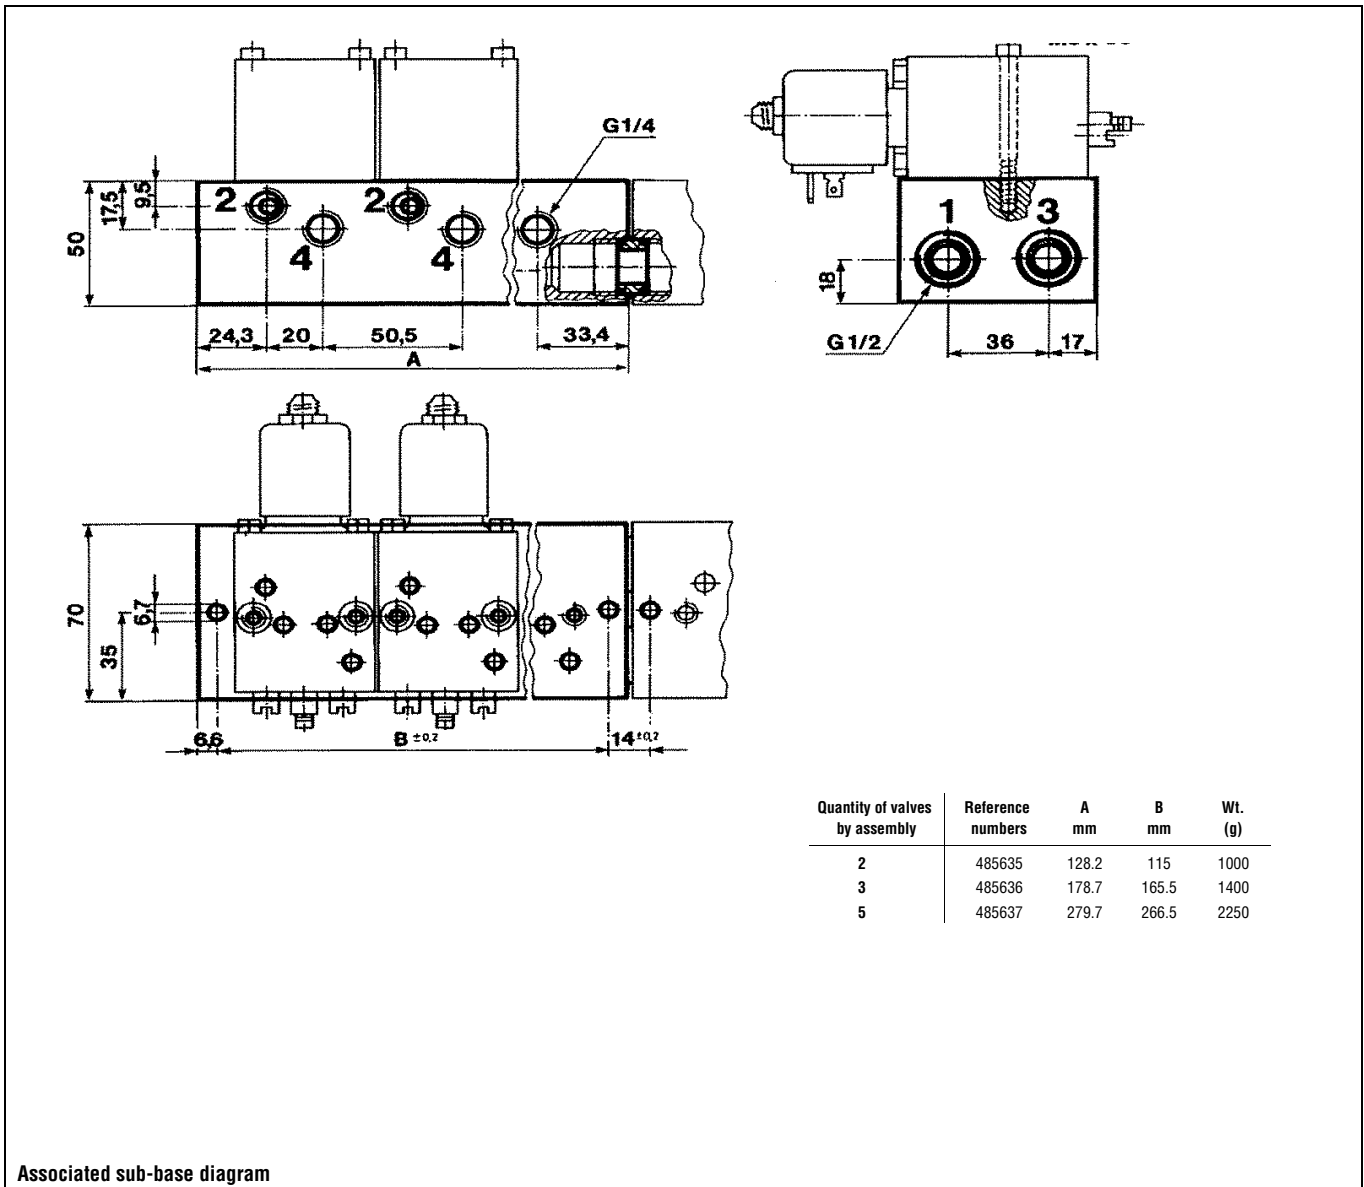 G1/4
2
2
4
4
9,5
17,5
50
24,3
20
50,5
33,4
A
1
3
18
G1/2
36
17
70
35
6,7
6,6
B ±0,2
14 ±0,2
Quantity of valves by assembly | Reference numbers | A mm | B mm | Wt. (g)
2 485635 128.2 115 1000
3 485636 178.7 165.5 1400
5 485637 279.7 266.5 2250
Associated sub-base diagram